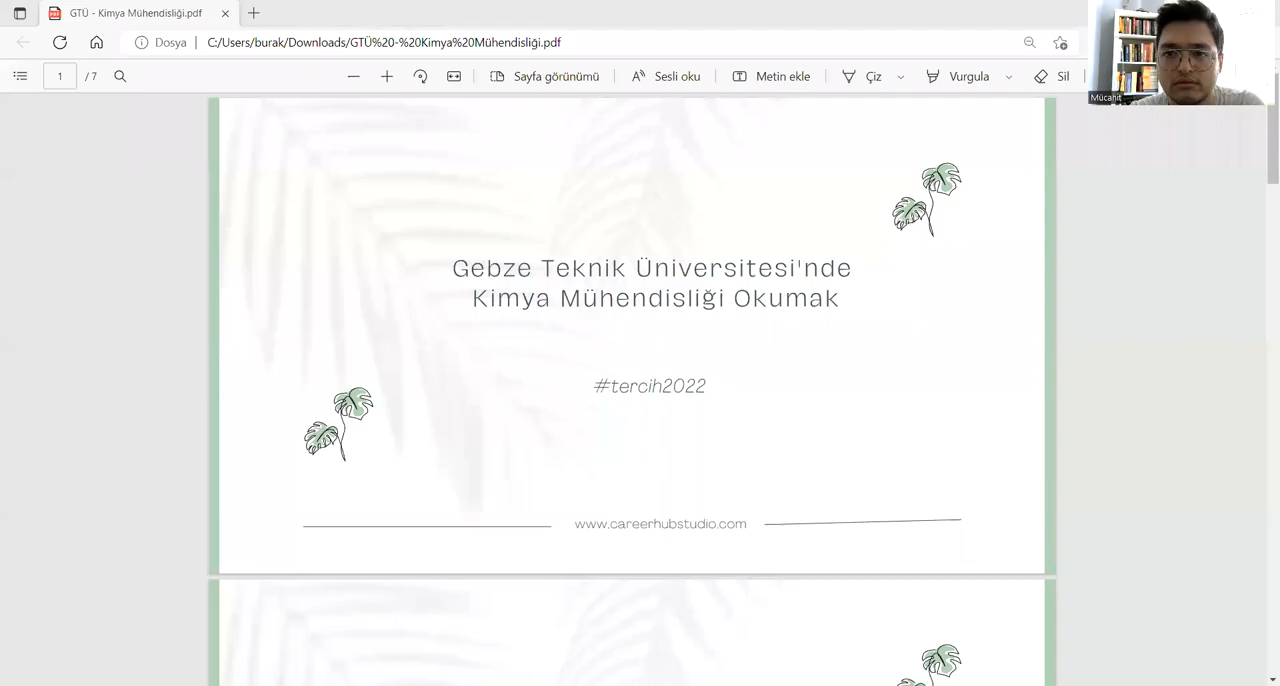 GTÜ - Kimya Mühendisliği.pdf
Dosya
C:/Users/burak/Downloads/GTÜ%20-%20Kimya%20Mühendisliği.pdf
1 / 7
Sayfa görünümü
Sesli oku
Metin ekle
Çiz
Vurgula
Sil
Mücahit
Gebze Teknik Üniversitesi'nde
Kimya Mühendisliği Okumak
#tercih2022
www.careerhubstudio.com